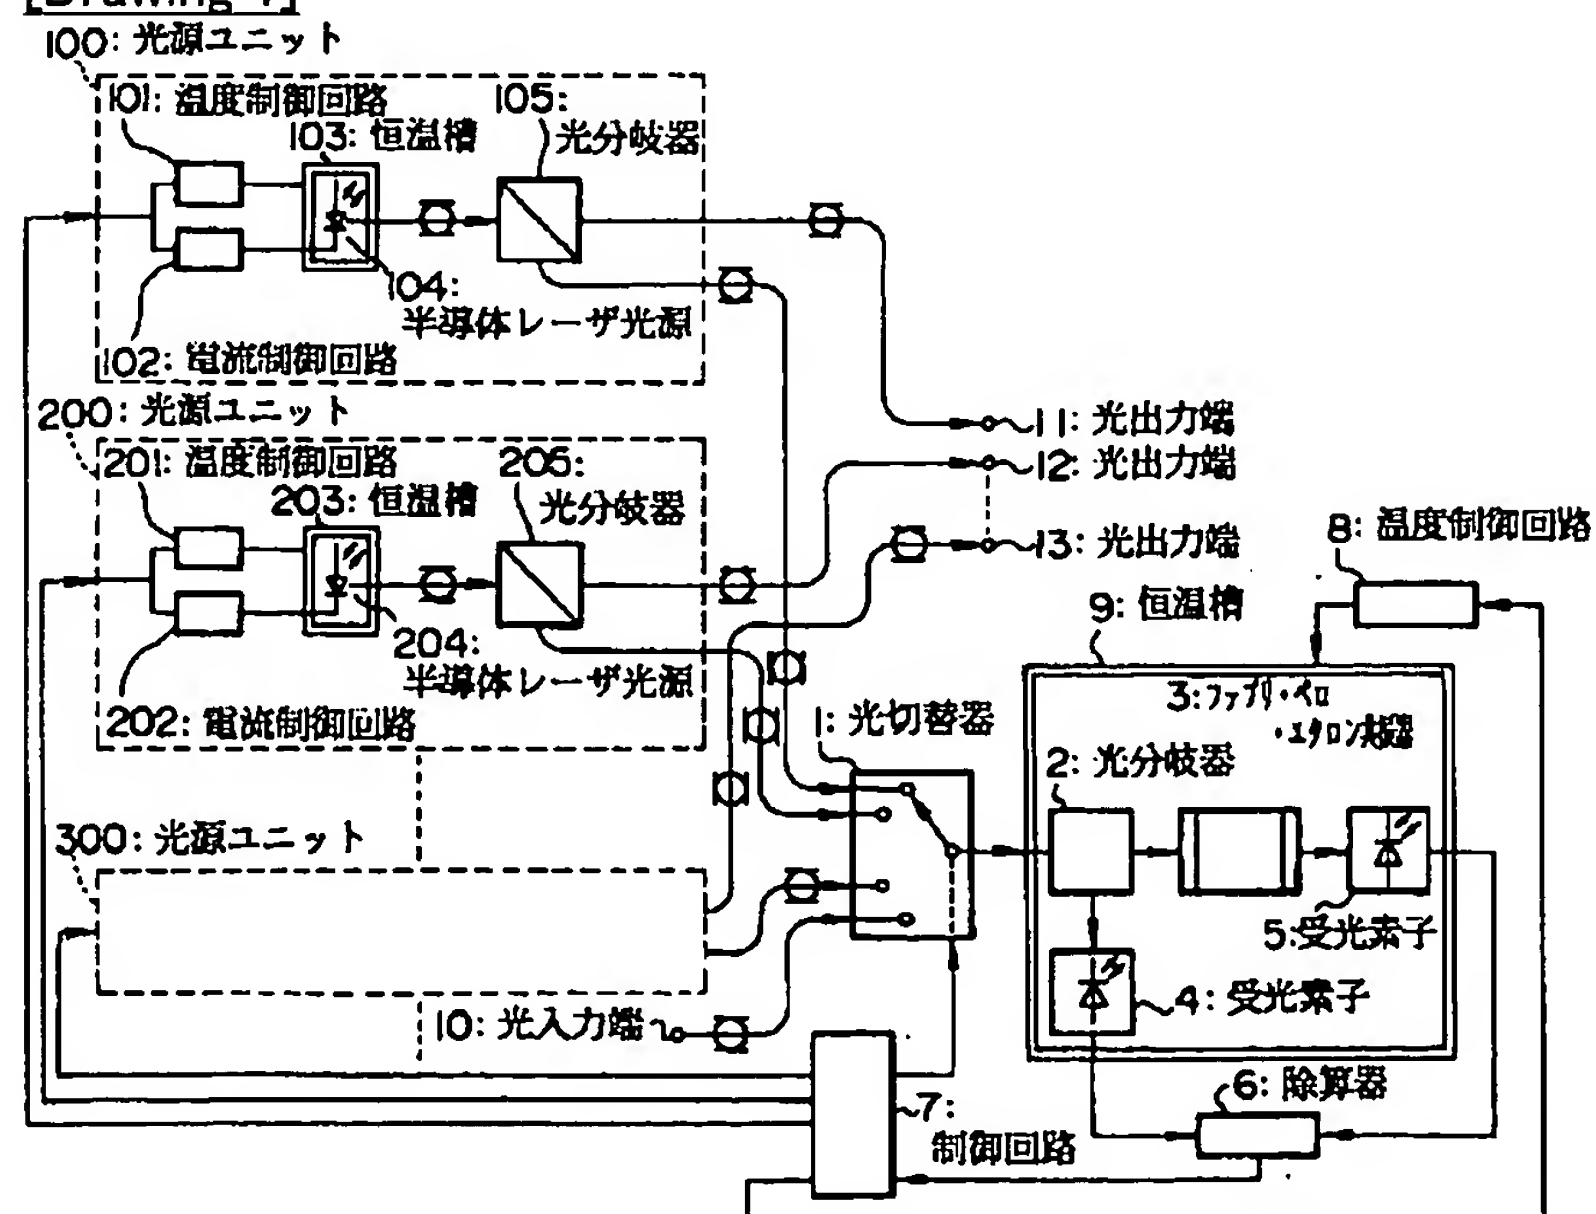 100: 光源ユニット
101: 温度制御回路
105:
光分岐器
103: 恒温槽
104:
半導体レーザ光源
102: 電流制御回路
200: 光源ユニット
201: 温度制御回路
205:
光分岐器
203: 恒温槽
204:
半導体レーザ光源
202: 電流制御回路
11: 光出力端
12: 光出力端
13: 光出力端
8: 温度制御回路
9: 恒温槽
3:ファブリ・ペロ
・エタロン
1: 光切替器
2: 光分岐器
300: 光源ユニット
5:受光素子
4: 受光素子
10: 光入力端
6: 除算器
7:
制御回路